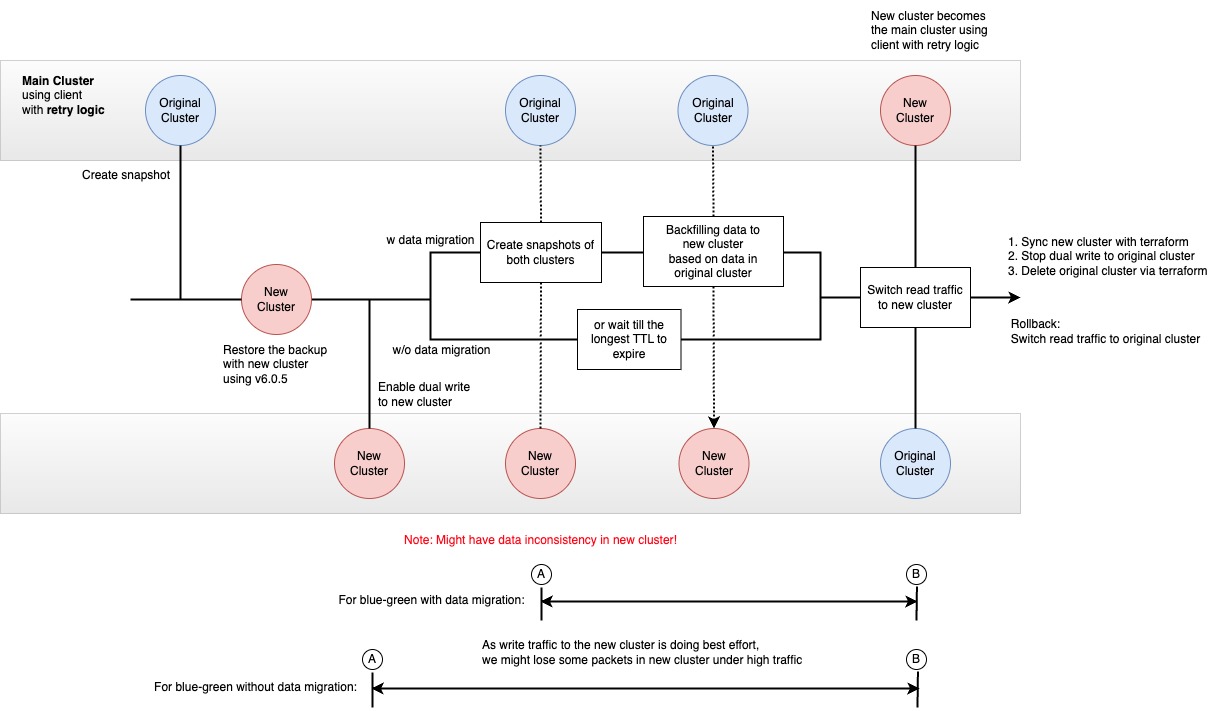 New cluster becomes
the main cluster using
client with retry logic
Main Cluster
using client
with retry logic
Original
Cluster
Original
Cluster
Original
Cluster
New
Cluster
Create snapshot
w data migration
Create snapshots of
both clusters
Backfilling data to
new cluster
based on data in
original cluster
New
Cluster
Restore the backup
with new cluster
using v6.0.5
w/o data migration
or wait till the
longest TTL to
expire
Switch read traffic
to new cluster
1. Sync new cluster with terraform
2. Stop dual write to original cluster
3. Delete original cluster via terraform
Rollback:
Switch read traffic to original cluster
Enable dual write
to new cluster
New
Cluster
New
Cluster
New
Cluster
Original
Cluster
Note: Might have data inconsistency in new cluster!
A
B
For blue-green with data migration:
As write traffic to the new cluster is doing best effort,
we might lose some packets in new cluster under high traffic
A
B
For blue-green without data migration: